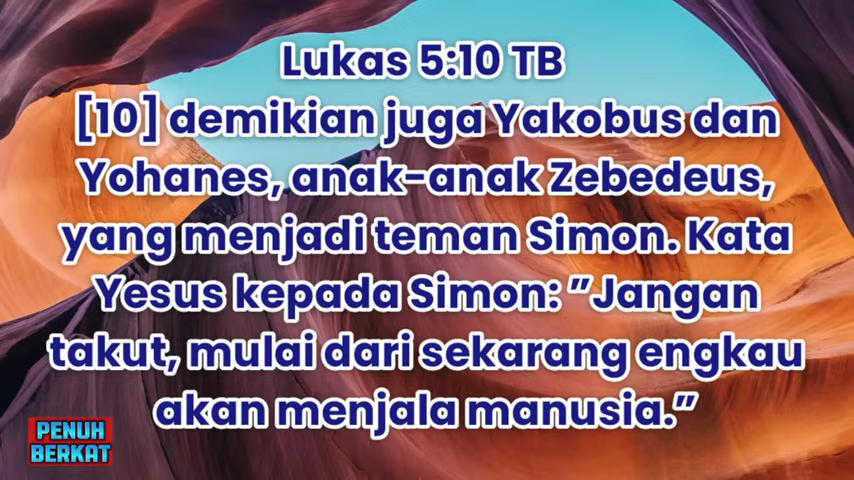 Lukas 5:10 TB
[10] demikian juga Yakobus dan
Yohanes, anak-anak Zebedeus,
yang menjadi teman Simon. Kata
Yesus kepada Simon: "Jangan
takut, mulai dari sekarang engkau
akan menjala manusia."
PENUH
BERKAT